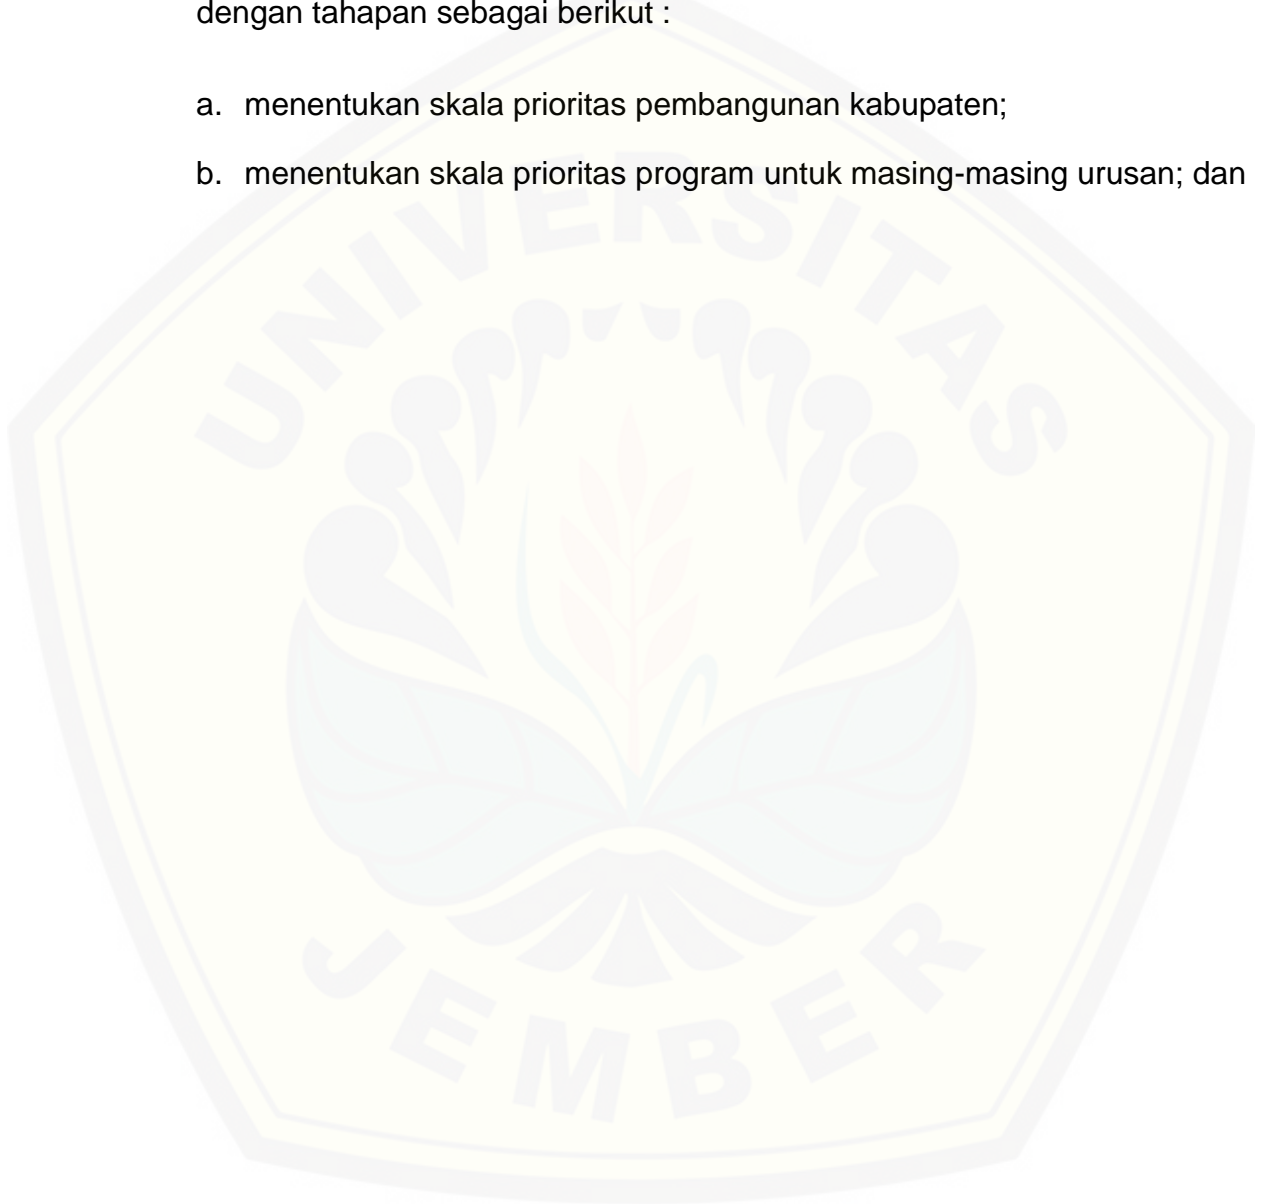 dengan tahapan sebagai berikut :
a. menentukan skala prioritas pembangunan kabupaten;
b. menentukan skala prioritas program untuk masing-masing urusan; dan
UNIVERSITAS
JEMBER